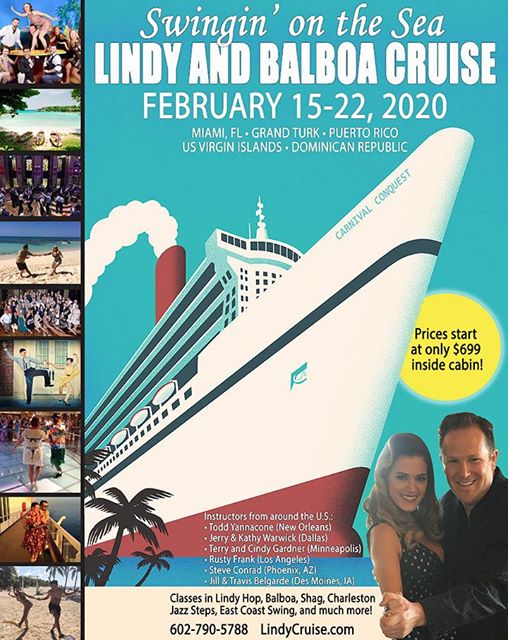 Swingin' on the Sea
LINDY AND BALBOA CRUISE
FEBRUARY 15-22, 2020
MIAMI, FL • GRAND TURK • PUERTO RICO
US VIRGIN ISLANDS • DOMINICAN REPUBLIC
CARNIVAL CONQUEST
Prices start
at only $699
inside cabin!
Instructors from around the U.S.:
• Todd Yannacone (New Orleans)
• Jerry & Kathy Warwick (Dallas)
• Terry and Cindy Gardner (Minneapolis)
• Rusty Frank (Los Angeles)
• Steve Conrad (Phoenix, AZ)
• Jill & Travis Belgarde (Des Moines, IA)
Classes in Lindy Hop, Balboa, Shag, Charleston
Jazz Steps, East Coast Swing, and much more!
602-790-5788 LindyCruise.com